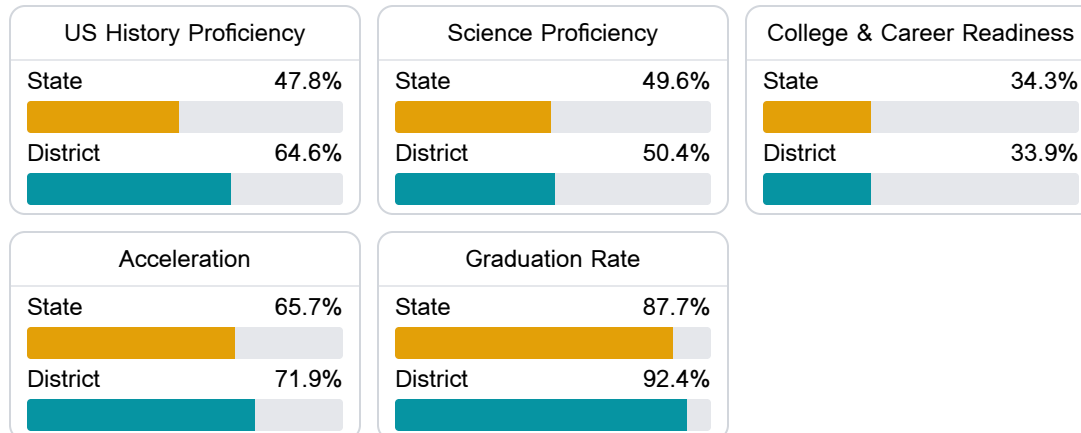 US History Proficiency
State 47.8%
District 64.6%
Science Proficiency
State 49.6%
District 50.4%
College & Career Readiness
State 34.3%
District 33.9%
Acceleration
State 65.7%
District 71.9%
Graduation Rate
State 87.7%
District 92.4%